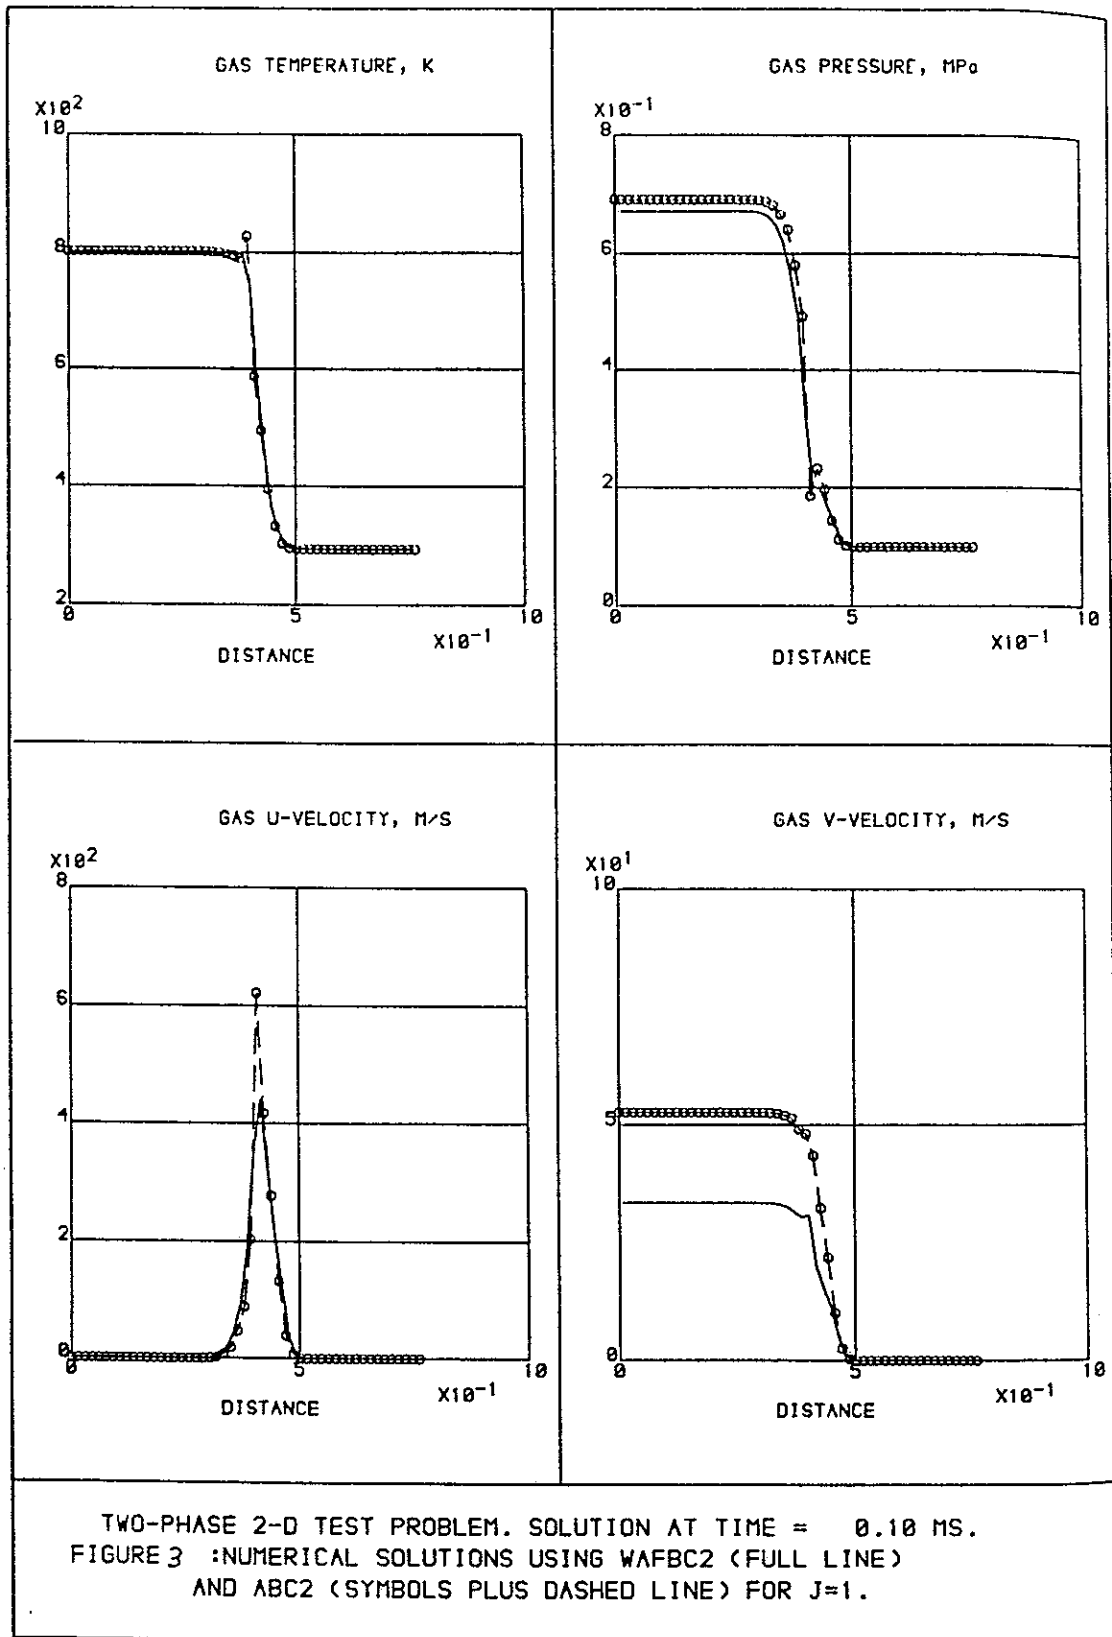 GAS TEMPERATURE, K
X10²
10
8
6
4
2
0
5
10
X10⁻¹
DISTANCE
GAS PRESSURE, MPa
X10⁻¹
8
6
4
2
0
0
5
10
X10⁻¹
DISTANCE
GAS U-VELOCITY, M/S
X10²
8
6
4
2
0
0
5
10
X10⁻¹
DISTANCE
GAS V-VELOCITY, M/S
X10¹
10
5
0
0
5
10
X10⁻¹
DISTANCE
TWO-PHASE 2-D TEST PROBLEM. SOLUTION AT TIME = 0.10 MS.
FIGURE 3 :NUMERICAL SOLUTIONS USING WAFBC2 (FULL LINE)
AND ABC2 (SYMBOLS PLUS DASHED LINE) FOR J=1.